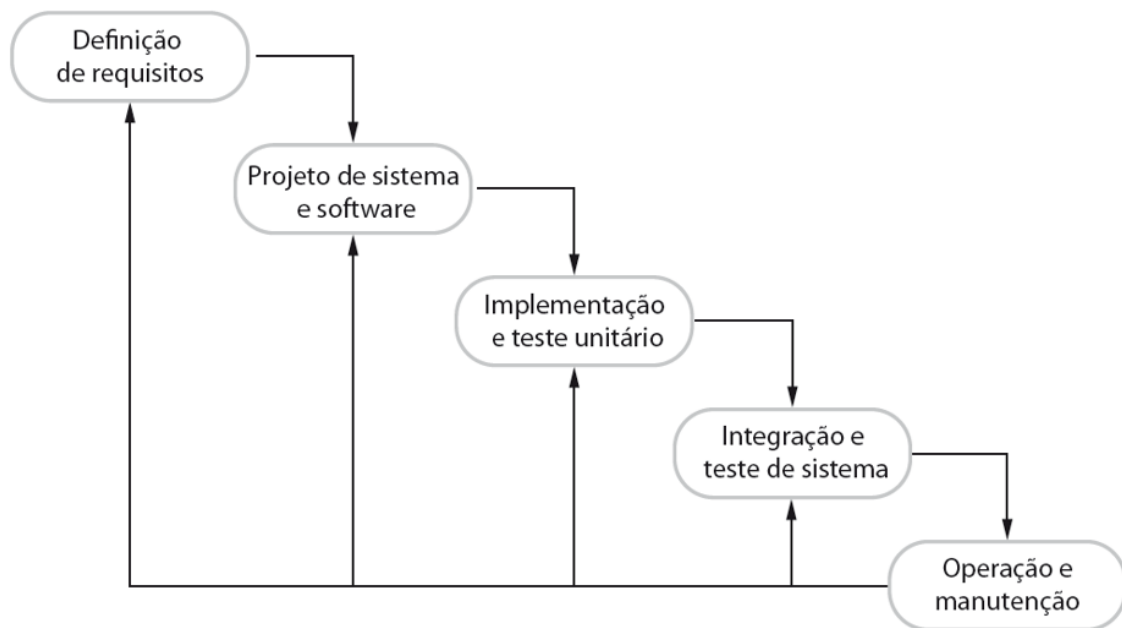 Definição
de requisitos
Projeto de sistema
e software
Implementação
e teste unitário
Integração e
teste de sistema
Operação e
manutenção